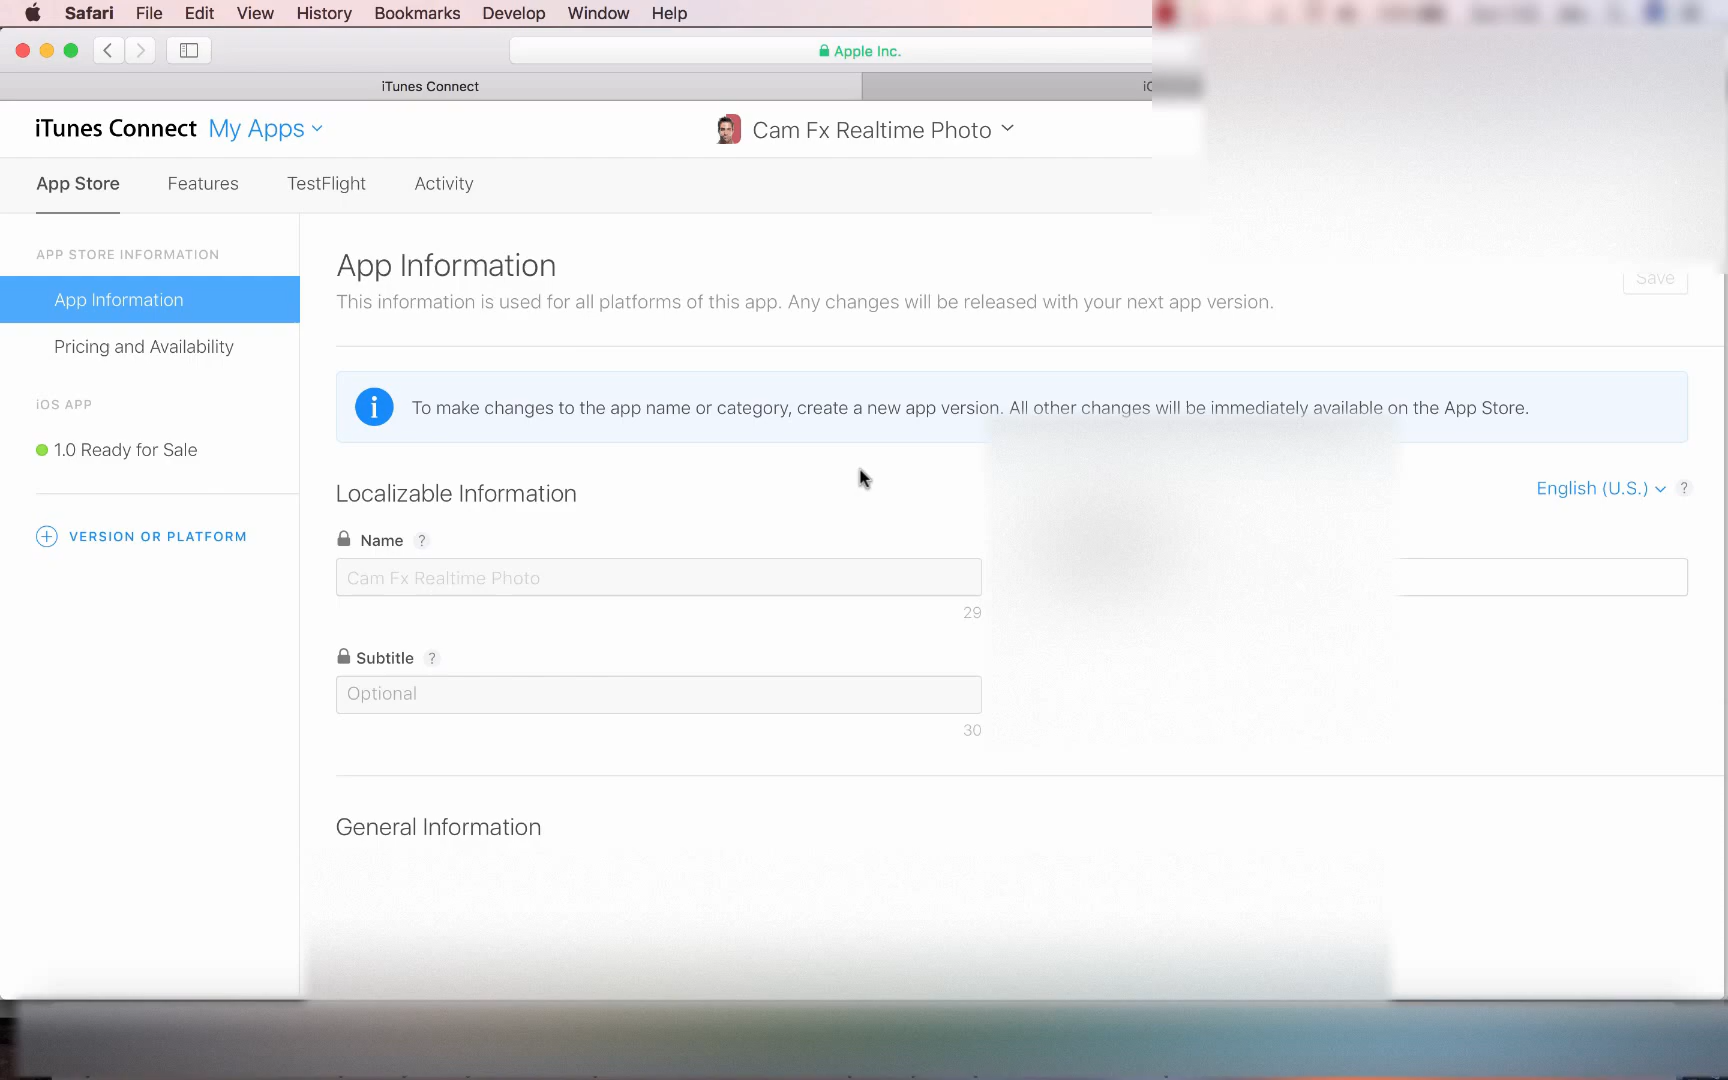 Safari File Edit View History Bookmarks Develop Window Help
Apple Inc.
iTunes Connect
iTunes Connect My Apps
Cam Fx Realtime Photo
App Store Features TestFlight Activity
APP STORE INFORMATION
App Information
Pricing and Availability
iOS APP
1.0 Ready for Sale
VERSION OR PLATFORM
App Information
Save
This information is used for all platforms of this app. Any changes will be released with your next app version.
i To make changes to the app name or category, create a new app version. All other changes will be immediately available on the App Store.
Localizable Information
English (U.S.) ?
Name ?
Cam Fx Realtime Photo
29
Subtitle ?
Optional
30
General Information